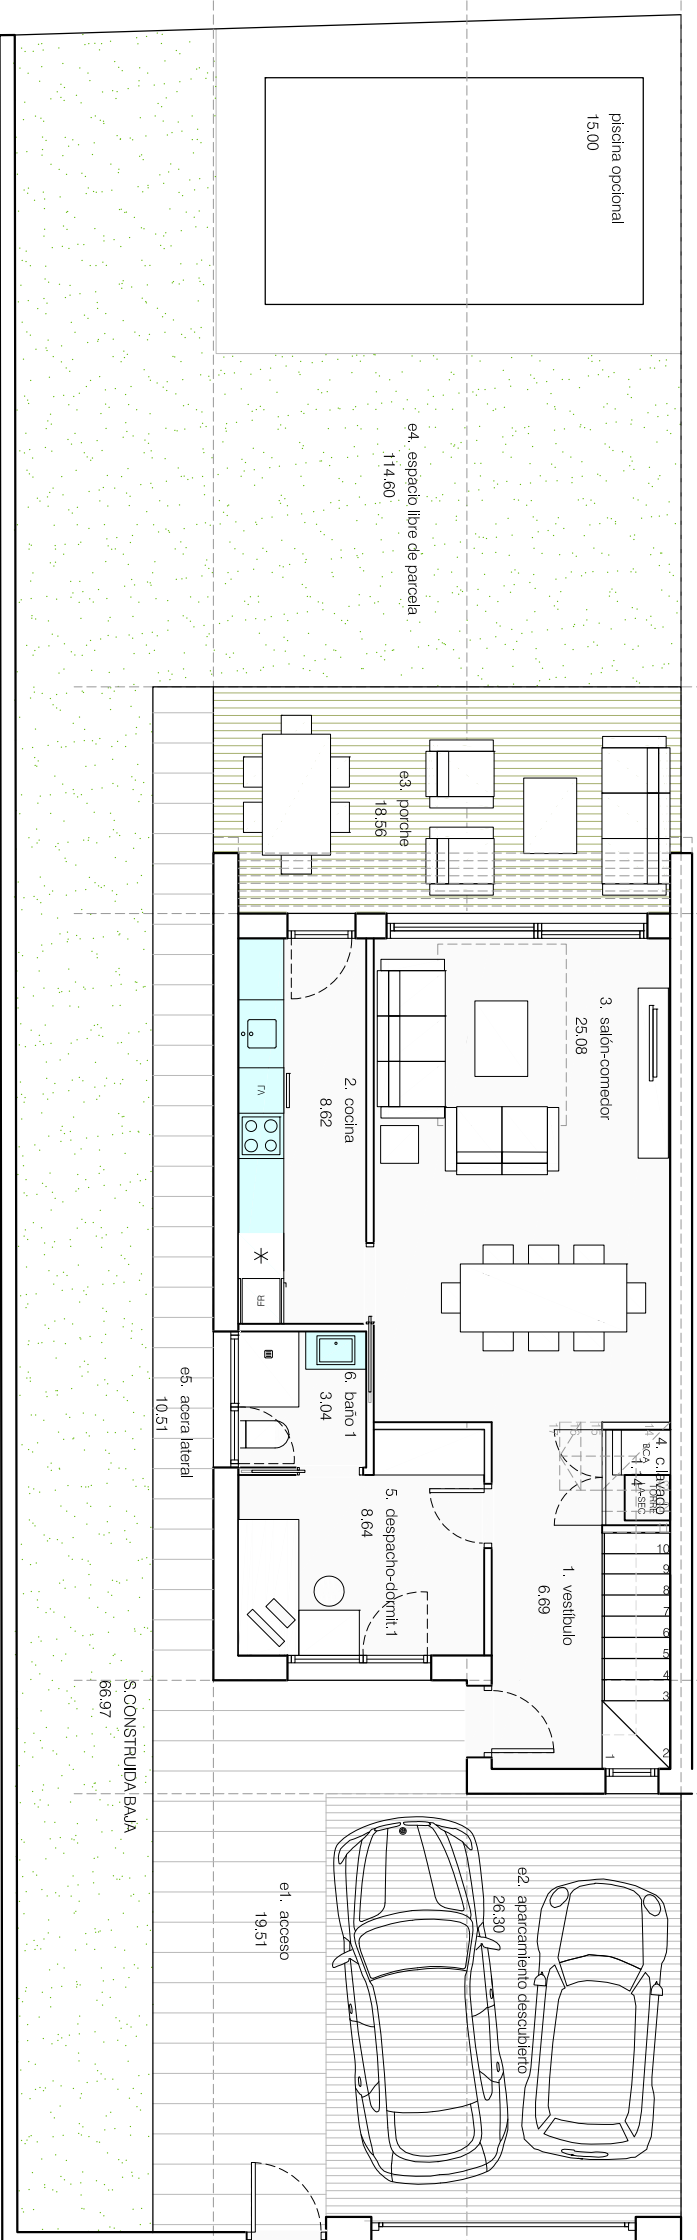 piscina opcional
15.00
e4. espacio libre de parcela
114.60
e3. porche
18.56
3. salón-comedor
25.08
2. cocina
8.62
LV
FR
6. baño 1
3.04
e5. acera lateral
10.51
4. c.lavado
BCA
TORRE
LA-SEC
14
5. despacho-dormit.1
8.64
1. vestíbulo
6.69
10
9
8
7
6
5
4
3
2
1
S.CONSTRUIDA BAJA
66.97
e1. acceso
19.51
e2. aparcamiento descubierto
26.30